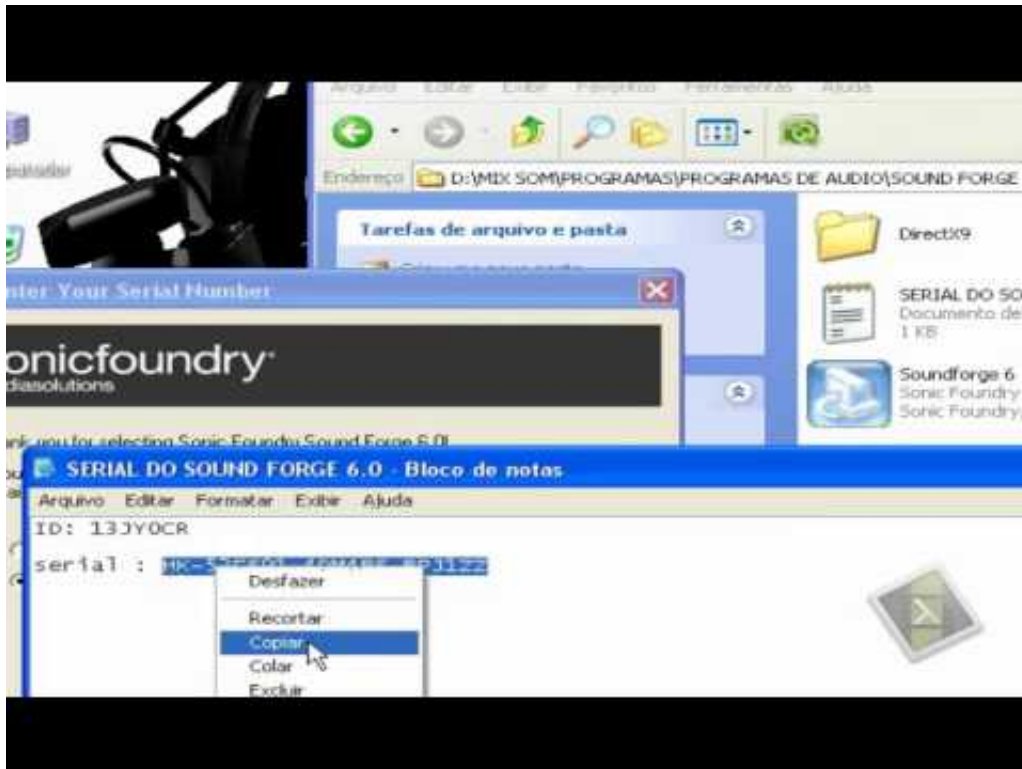 Arquivo Editar Exibir Favoritos Ferramentas Ajuda
Endereço D:\MIX SOM\PROGRAMAS\PROGRAMAS DE AUDIO\SOUND FORGE
Tarefas de arquivo e pasta
DirectX9
SERIAL DO SO
Documento de
1 KB
Soundforge 6
Sonic Foundry
Sonic Foundry,
nter Your Serial Number
onicfoundry
diasolutions
ank you for selecting Sonic Foundry Sound Forge 6.0!
SERIAL DO SOUND FORGE 6.0 - Bloco de notas
Arquivo Editar Formatar Exibir Ajuda
ID: 13JYOCR
serial :
Desfazer
Recortar
Copiar
Colar
Excluir